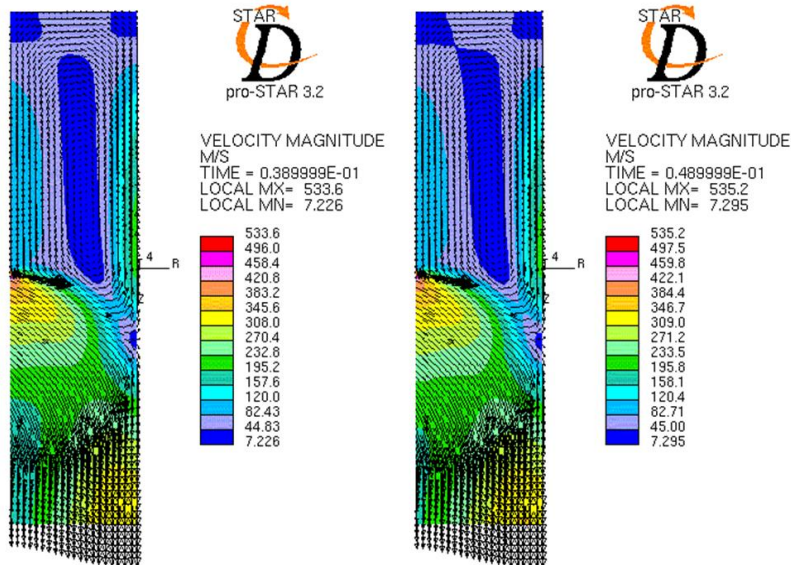 STAR
D
pro-STAR 3.2
VELOCITY MAGNITUDE
M/S
TIME = 0.389999E-01
LOCAL MX= 533.6
LOCAL MN= 7.226
533.6
496.0
458.4
420.8
383.2
345.6
308.0
270.4
232.8
195.2
157.6
120.0
82.43
44.83
7.226
4
R
Z
STAR
D
pro-STAR 3.2
VELOCITY MAGNITUDE
M/S
TIME = 0.489999E-01
LOCAL MX= 535.2
LOCAL MN= 7.295
535.2
497.5
459.8
422.1
384.4
346.7
309.0
271.2
233.5
195.8
158.1
120.4
82.71
45.00
7.295
4
R
Z